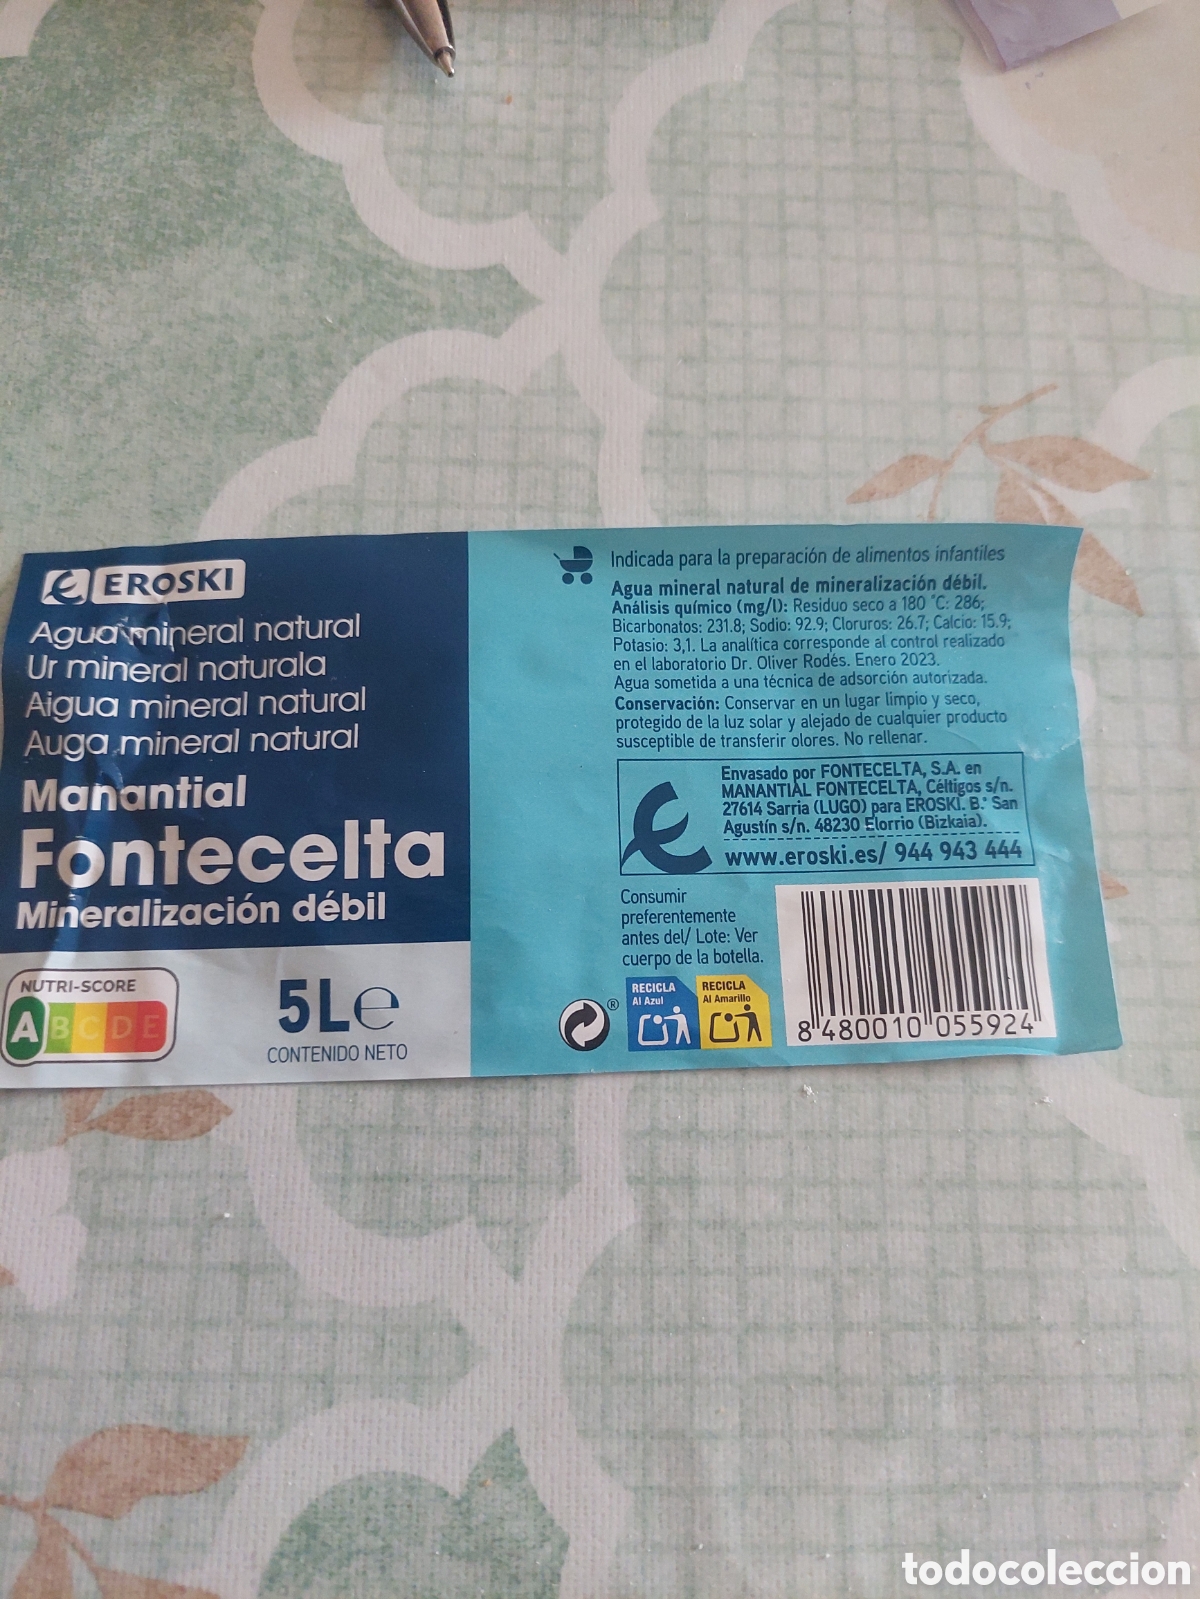 EROSKI
Agua mineral natural
Ur mineral naturala
Aigua mineral natural
Auga mineral natural
Manantial
Fontecelta
Mineralización débil
NUTRI-SCORE
A B C D E
5L e
CONTENIDO NETO
Indicada para la preparación de alimentos infantiles
Agua mineral natural de mineralización débil.
Análisis químico (mg/l): Residuo seco a 180 °C: 286;
Bicarbonatos: 231.8; Sodio: 92.9; Cloruros: 26.7; Calcio: 15.9;
Potasio: 3,1. La analítica corresponde al control realizado
en el laboratorio Dr. Oliver Rodés. Enero 2023.
Agua sometida a una técnica de adsorción autorizada.
Conservación: Conservar en un lugar limpio y seco,
protegido de la luz solar y alejado de cualquier producto
susceptible de transferir olores. No rellenar.
Envasado por FONTECELTA, S.A. en
MANANTIAL FONTECELTA, Céltigos s/n.
27614 Sarria (LUGO) para EROSKI. B.º San
Agustín s/n. 48230 Elorrio (Bizkaia).
www.eroski.es/ 944 943 444
Consumir
preferentemente
antes del/ Lote: Ver
cuerpo de la botella.
®
RECICLA
Al Azul
RECICLA
Al Amarillo
8 480010 055924
todocoleccion